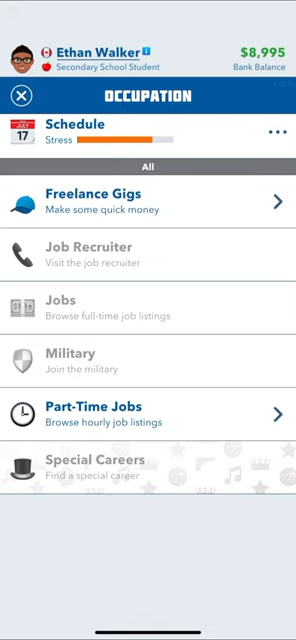 Ethan Walker
$8,995
Secondary School Student
Bank Balance
OCCUPATION
JULY
17
Schedule
Stress
All
Freelance Gigs
Make some quick money
Job Recruiter
Visit the job recruiter
Jobs
Browse full-time job listings
Military
Join the military
Part-Time Jobs
Browse hourly job listings
Special Careers
Find a special career